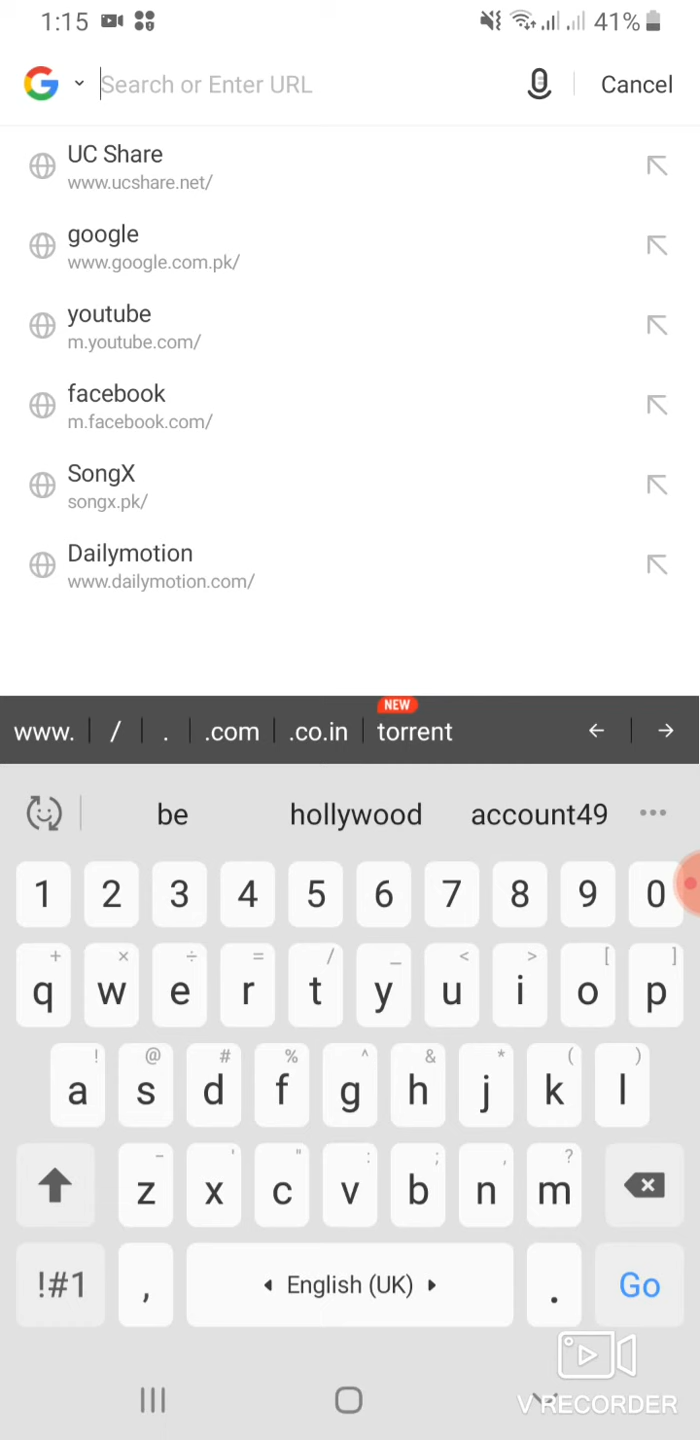 1:15 41%
Search or Enter URL Cancel
UC Share
www.ucshare.net/
google
www.google.com.pk/
youtube
m.youtube.com/
facebook
m.facebook.com/
SongX
songx.pk/
Dailymotion
www.dailymotion.com/
NEW
www. / . .com .co.in torrent
be hollywood account49
1 2 3 4 5 6 7 8 9 0
+ × ÷ = / _ < > [ ]
q w e r t y u i o p
! @ # % ^ & * ( )
a s d f g h j k l
- ' " : ; , ?
z x c v b n m
!#1 , English (UK) . Go
V RECORDER